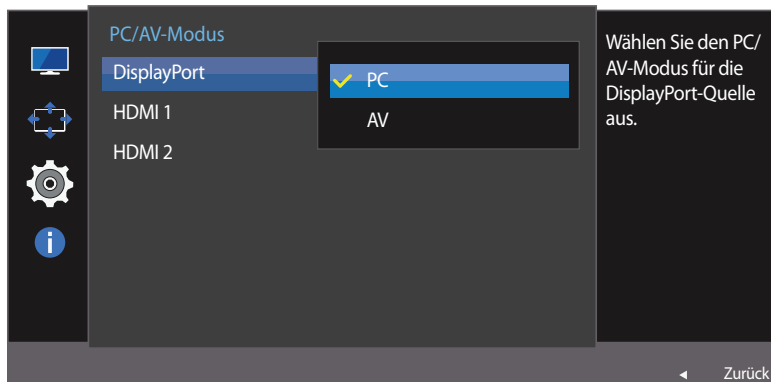 PC/AV-Modus
DisplayPort
HDMI 1
HDMI 2
PC
AV
Wählen Sie den PC/
AV-Modus für die
DisplayPort-Quelle
aus.
Zurück